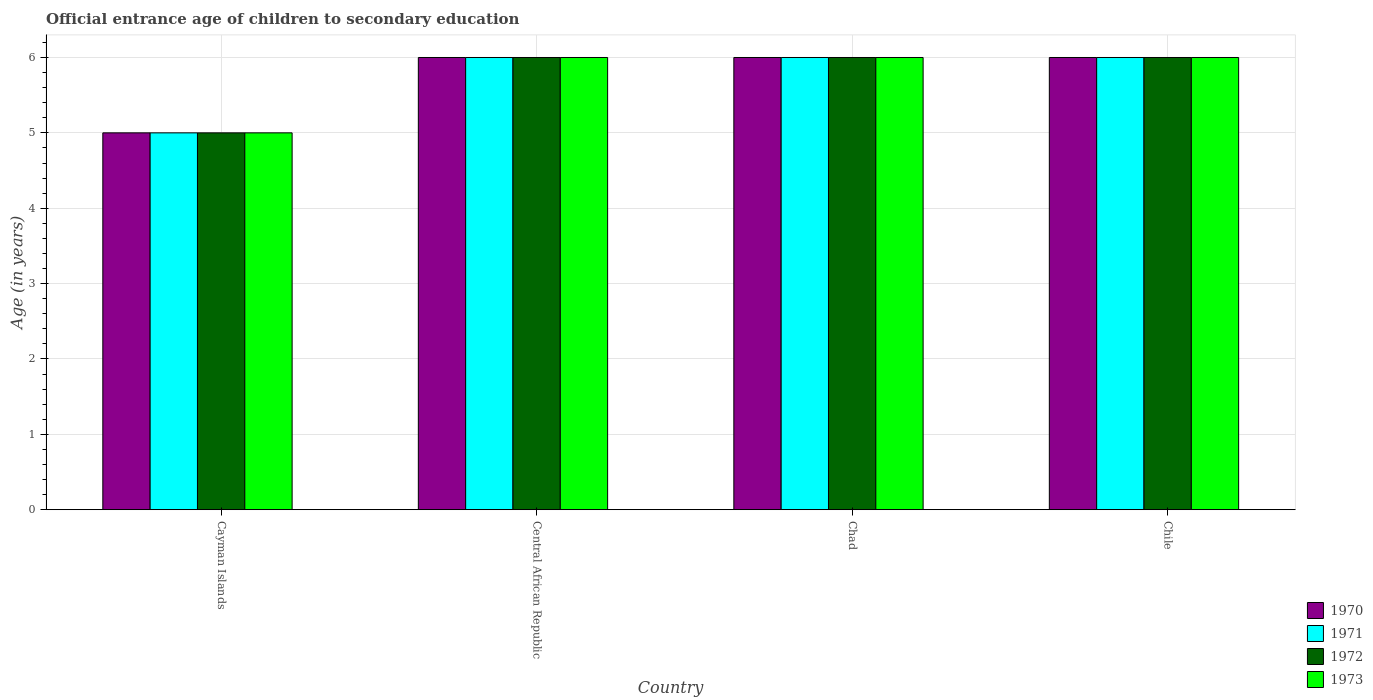 Official entrance age of children to secondary education
Age (in years)
6
5
4
3
2
1
0
Cayman Islands
Central African Republic
Chad
Chile
Country
1970
1971
1972
1973